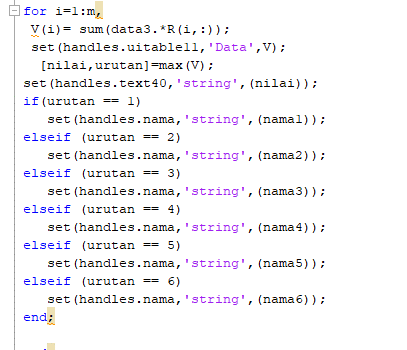 for i=1:m,
V(i)= sum(data3.*R(i,:));
set(handles.uitable11,'Data',V);
[nilai,urutan]=max(V);
set(handles.text40,'string',(nilai));
if(urutan == 1)
set(handles.nama,'string',(nama1));
elseif (urutan == 2)
set(handles.nama,'string',(nama2));
elseif (urutan == 3)
set(handles.nama,'string',(nama3));
elseif (urutan == 4)
set(handles.nama,'string',(nama4));
elseif (urutan == 5)
set(handles.nama,'string',(nama5));
elseif (urutan == 6)
set(handles.nama,'string',(nama6));
end;